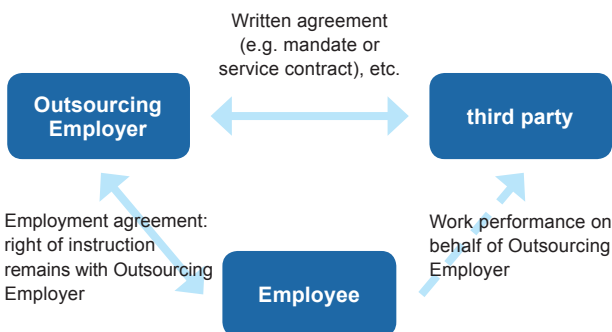 Written agreement
(e.g. mandate or
service contract), etc.
Outsourcing
Employer
third party
Employment agreement:
right of instruction
remains with Outsourcing
Employer
Work performance on
behalf of Outsourcing
Employer
Employee